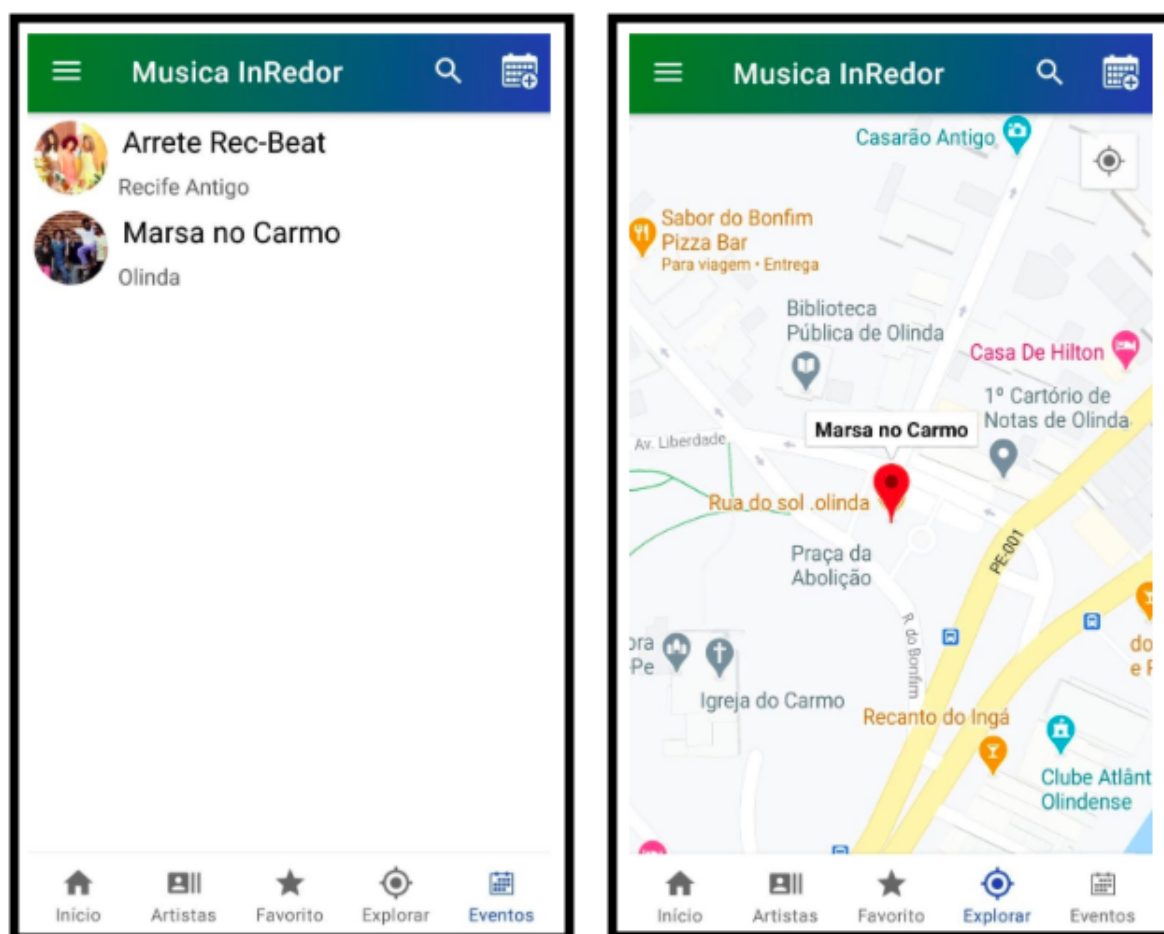 Musica InRedor
Arrete Rec-Beat
Recife Antigo
Marsa no Carmo
Olinda
Início
Artistas
Favorito
Explorar
Eventos
Musica InRedor
Casarão Antigo
Sabor do Bonfim
Pizza Bar
Para viagem • Entrega
Biblioteca
Pública de Olinda
Casa De Hilton
1º Cartório de
Notas de Olinda
Marsa no Carmo
Av. Liberdade
Rua do sol .olinda
Praça da
Abolição
PE-001
R. do Bonfim
ora
-Pe
do
e F
Igreja do Carmo
Recanto do Ingá
Clube Atlânt
Olindense
Início
Artistas
Favorito
Explorar
Eventos